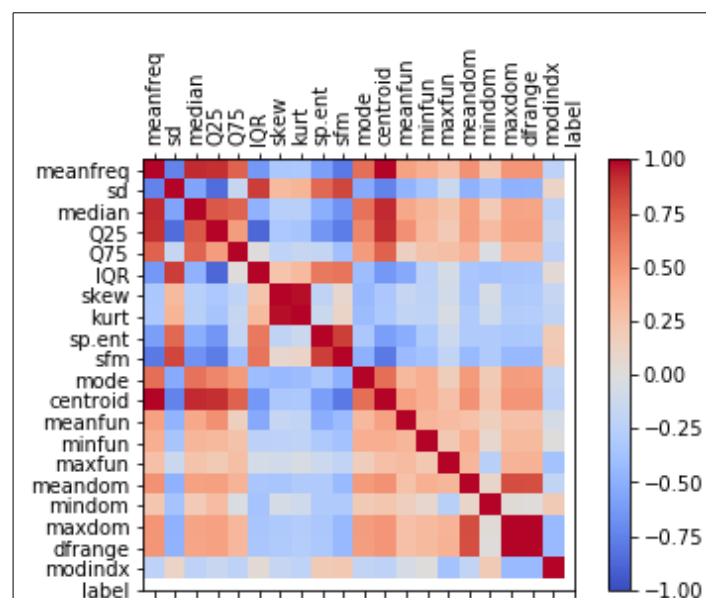 meanfreq
sd
median
Q25
Q75
IQR
skew
kurt
sp.ent
sfm
mode
centroid
meanfun
minfun
maxfun
meandom
mindom
maxdom
dfrange
modindx
label
meanfreq
sd
median
Q25
Q75
IQR
skew
kurt
sp.ent
sfm
mode
centroid
meanfun
minfun
maxfun
meandom
mindom
maxdom
dfrange
modindx
label
1.00
0.75
0.50
0.25
0.00
−0.25
−0.50
−0.75
−1.00